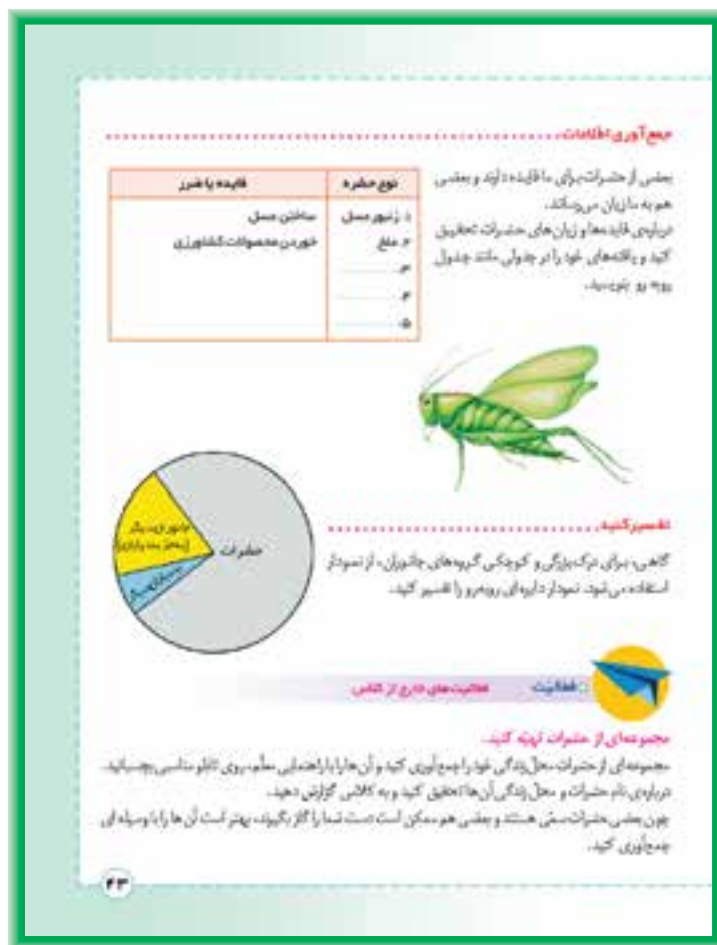 جمع‌آوری اطلاعات
بعضی از حشرات برای ما فایده دارند و بعضی
هم به ما زیان می‌رسانند.
درباره‌ی فایده‌ها و زیان‌های حشرات تحقیق
کنید و یافته‌های خود را در جدولی مانند جدول
روبه رو بنویسید.
نوع حشره فایده یا ضرر
۱. زنبور عسل ساختن عسل
۲. ملخ خوردن محصولات کشاورزی
۳.
۴.
۵.
حشرات
جانوران دیگر
تفسیر کنید
گاهی، برای درک بزرگی و کوچکی گروه‌های جانوران، از نمودار
استفاده می‌شود. نمودار دایره‌ای روبه‌رو را تفسیر کنید.
فعالیت فعالیت‌های خارج از کلاس
مجموعه‌ای از حشرات تهیه کنید.
مجموعه‌ای از حشرات محل زندگی خود را جمع‌آوری کنید و آن‌ها را با راهنمایی معلم، روی تابلو مناسبی بچسبانید.
درباره‌ی نام حشرات و محل زندگی آن‌ها تحقیق کنید و به کلاس گزارش دهید.
چون بعضی حشرات سمّی هستند و بعضی هم ممکن است دست شما را گاز بگیرند، بهتر است آن ها را با وسیله ای
جمع‌آوری کنید.
۴۳